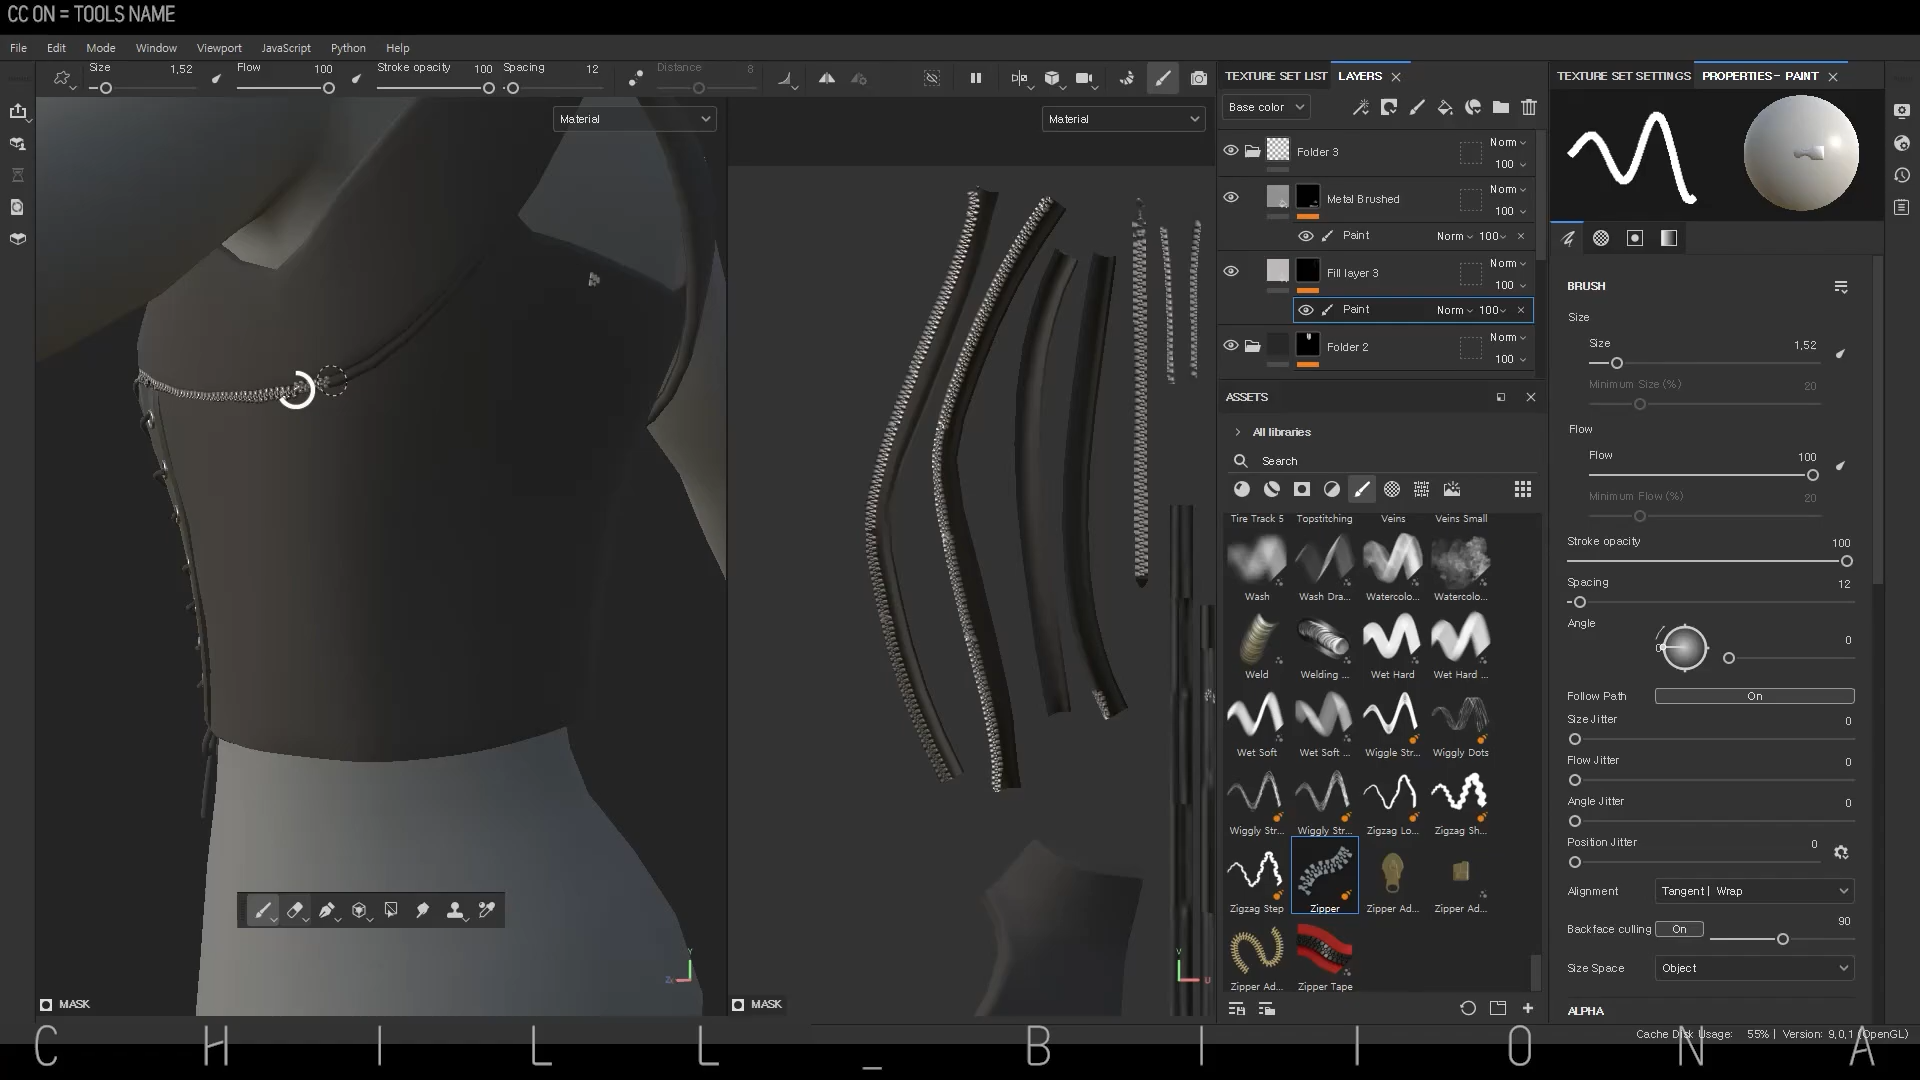 CC ON = TOOLS NAME
File Edit Mode Window Viewport JavaScript Python Help
Size 1,52 Flow 100 Stroke opacity 100 Spacing 12 Distance 8
Material
Material
TEXTURE SET LIST LAYERS
Base color
Folder 3 Norm 100
Metal Brushed Norm 100
Paint Norm 100
Fill layer 3 Norm 100
Paint Norm 100
Folder 2 Norm 100
ASSETS
All libraries
Search
Tire Track 5 Topstitching Veins Veins Small
Wash Wash Dra... Watercolo... Watercolo...
Weld Welding ... Wet Hard Wet Hard ...
Wet Soft Wet Soft ... Wiggle Str... Wiggly Dots
Wiggly Str... Wiggly Str... Zigzag Lo... Zigzag Sh...
Zigzag Step Zipper Zipper Ad... Zipper Ad...
Zipper Ad... Zipper Tape
TEXTURE SET SETTINGS PROPERTIES - PAINT
BRUSH
Size
Size 1,52
Minimum Size (%) 20
Flow
Flow 100
Minimum Flow (%) 20
Stroke opacity 100
Spacing 12
Angle 0
Follow Path On
Size Jitter 0
Flow Jitter 0
Angle Jitter 0
Position Jitter 0
Alignment Tangent | Wrap
Backface culling On 90
Size Space Object
ALPHA
MASK
MASK
Cache Disk Usage: 55% | Version: 9,0,1 (OpenGL)
CHILL_BIIONA